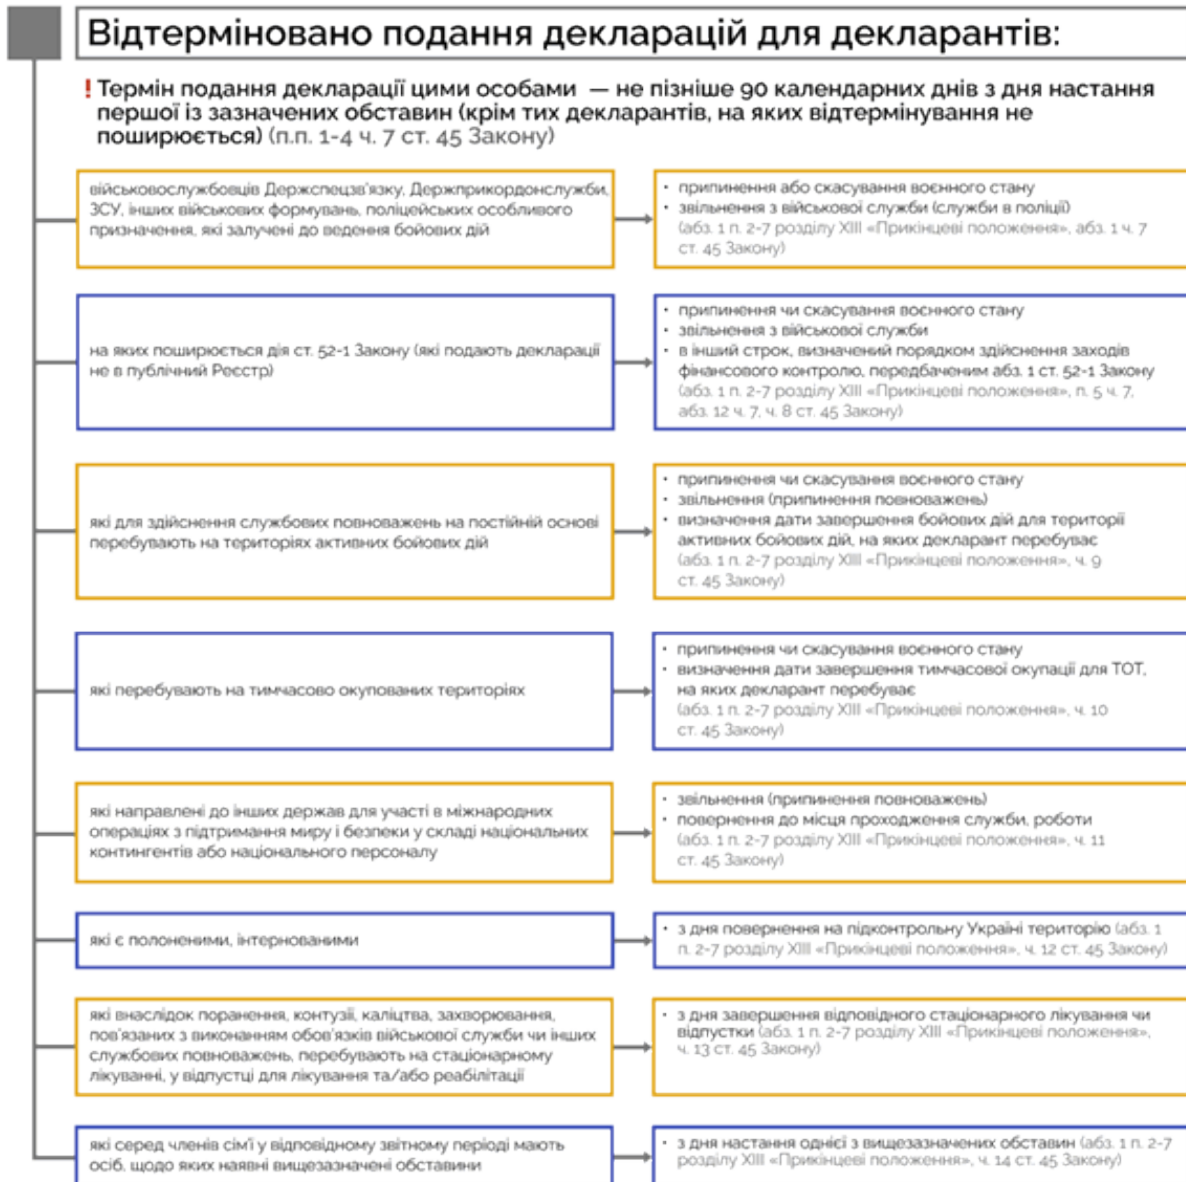 Відтерміновано подання декларацій для декларантів:
! Термін подання декларації цими особами — не пізніше 90 календарних днів з дня настання
першої із зазначених обставин (крім тих декларантів, на яких відтермінування не
поширюється) (п.п. 1-4 ч. 7 ст. 45 Закону)
військовослужбовців Держспецзв'язку, Держприкордонслужби,
ЗСУ, інших військових формувань, поліцейських особливого
призначення, які залучені до ведення бойових дій
• припинення або скасування воєнного стану
• звільнення з військової служби (служби в поліції)
(абз. 1 п. 2-7 розділу XIII «Прикінцеві положення», абз. 1 ч. 7
ст. 45 Закону)
на яких поширюється дія ст. 52-1 Закону (які подають декларації
не в публічний Реєстр)
• припинення чи скасування воєнного стану
• звільнення з військової служби
• в інший строк, визначений порядком здійснення заходів
фінансового контролю, передбаченим абз. 1 ст. 52-1 Закону
(абз. 1 п. 2-7 розділу XIII «Прикінцеві положення», п. 5 ч. 7,
абз. 12 ч. 7, ч. 8 ст. 45 Закону)
які для здійснення службових повноважень на постійній основі
перебувають на територіях активних бойових дій
• припинення чи скасування воєнного стану
• звільнення (припинення повноважень)
• визначення дати завершення бойових дій для території
активних бойових дій, на яких декларант перебуває
(абз. 1 п. 2-7 розділу XIII «Прикінцеві положення», ч. 9
ст. 45 Закону)
які перебувають на тимчасово окупованих територіях
• припинення чи скасування воєнного стану
• визначення дати завершення тимчасової окупації для ТОТ,
на яких декларант перебуває
(абз. 1 п. 2-7 розділу XIII «Прикінцеві положення», ч. 10
ст. 45 Закону)
які направлені до інших держав для участі в міжнародних
операціях з підтримання миру і безпеки у складі національних
контингентів або національного персоналу
• звільнення (припинення повноважень)
• повернення до місця проходження служби, роботи
(абз. 1 п. 2-7 розділу XIII «Прикінцеві положення», ч. 11
ст. 45 Закону)
які є полоненими, інтернованими
• з дня повернення на підконтрольну Україні територію (абз. 1
п. 2-7 розділу XIII «Прикінцеві положення», ч. 12 ст. 45 Закону)
які внаслідок поранення, контузії, каліцтва, захворювання,
пов'язаних з виконанням обов'язків військової служби чи інших
службових повноважень, перебувають на стаціонарному
лікуванні, у відпустці для лікування та/або реабілітації
• з дня завершення відповідного стаціонарного лікування чи
відпустки (абз. 1 п. 2-7 розділу XIII «Прикінцеві положення»,
ч. 13 ст. 45 Закону)
які серед членів сім'ї у відповідному звітному періоді мають
осіб, щодо яких наявні вищезазначені обставини
• з дня настання однієї з вищезазначених обставин (абз. 1 п. 2-7
розділу XIII «Прикінцеві положення», ч. 14 ст. 45 Закону)